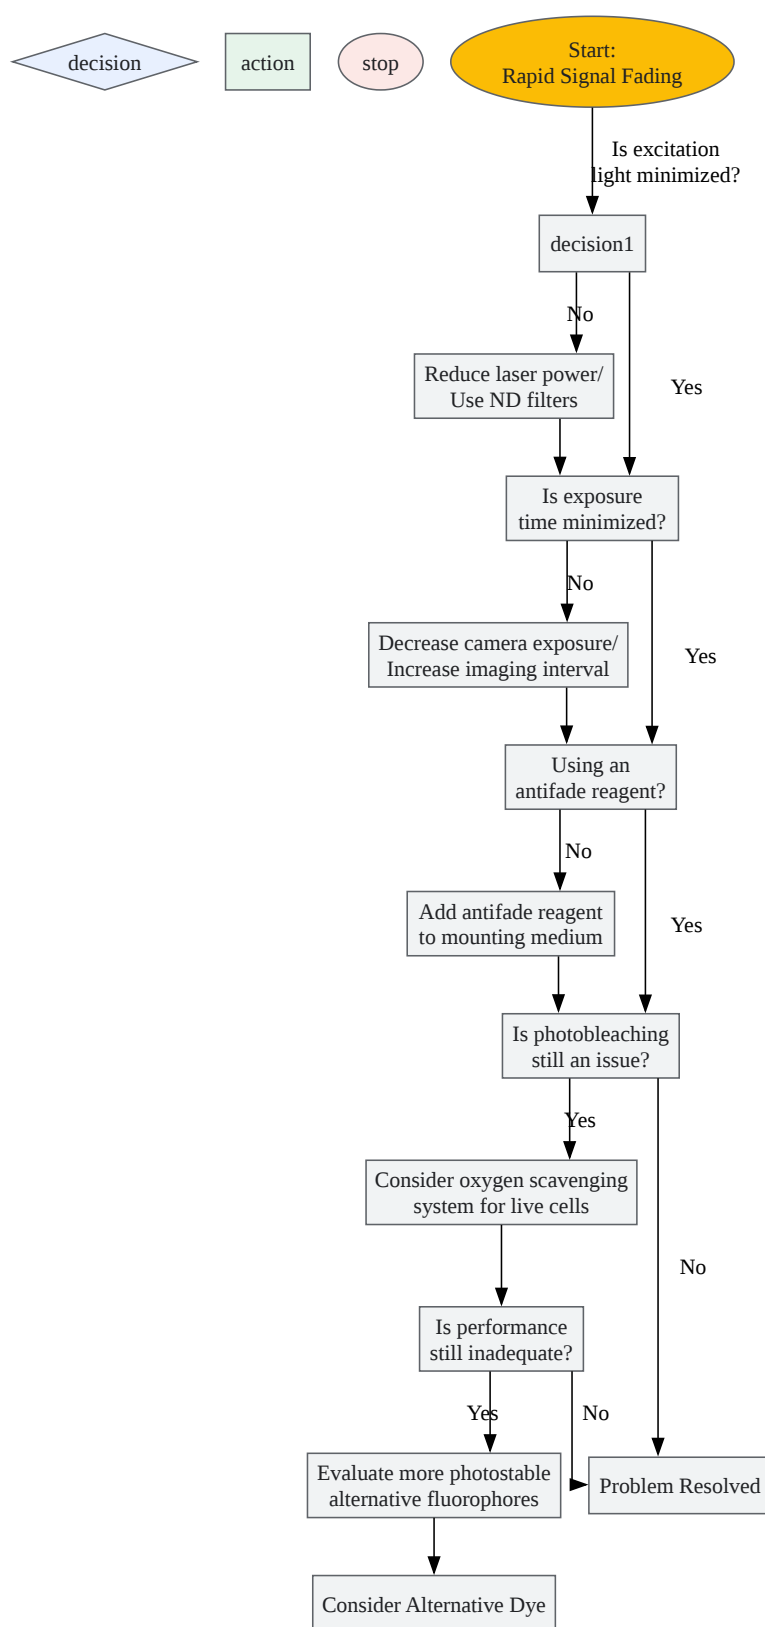 decision
action
stop
Start:
Rapid Signal Fading
Is excitation
light minimized?
decision1
No
Reduce laser power/
Use ND filters
Yes
Is exposure
time minimized?
No
Decrease camera exposure/
Increase imaging interval
Yes
Using an
antifade reagent?
No
Add antifade reagent
to mounting medium
Yes
Is photobleaching
still an issue?
Yes
Consider oxygen scavenging
system for live cells
No
Is performance
still inadequate?
Yes
No
Evaluate more photostable
alternative fluorophores
Problem Resolved
Consider Alternative Dye